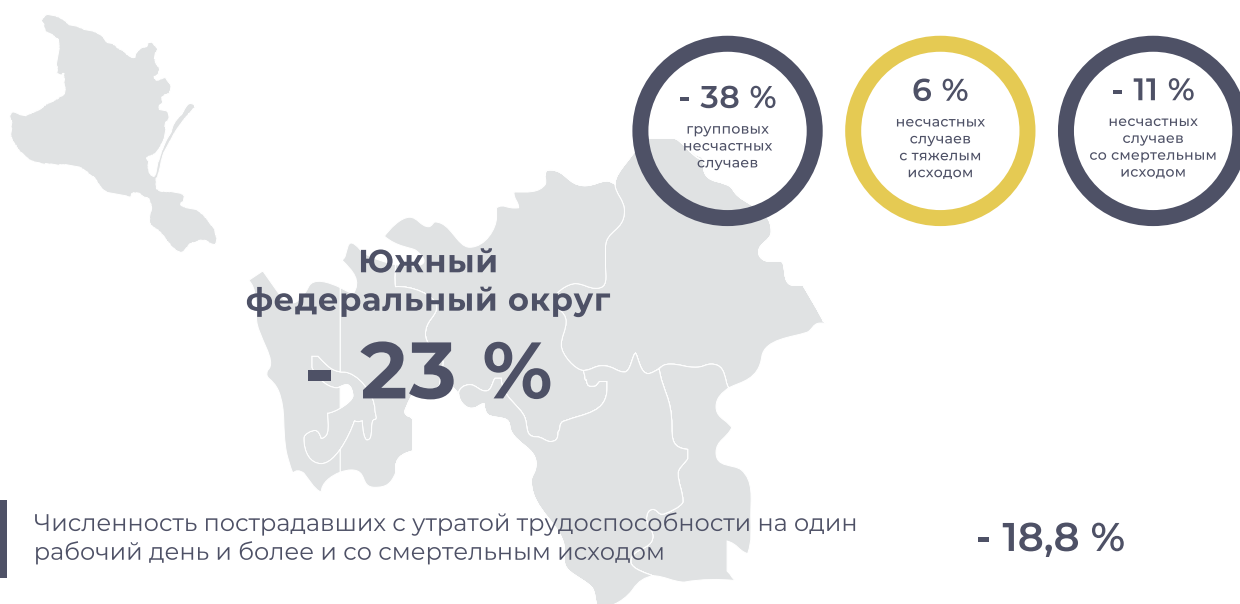 - 38 %
групповых
несчастных
случаев
6 %
несчастных
случаев
с тяжелым
исходом
- 11 %
несчастных
случаев
со смертельным
исходом
Южный
федеральный округ
- 23 %
Численность пострадавших с утратой трудоспособности на один
рабочий день и более и со смертельным исходом
- 18,8 %